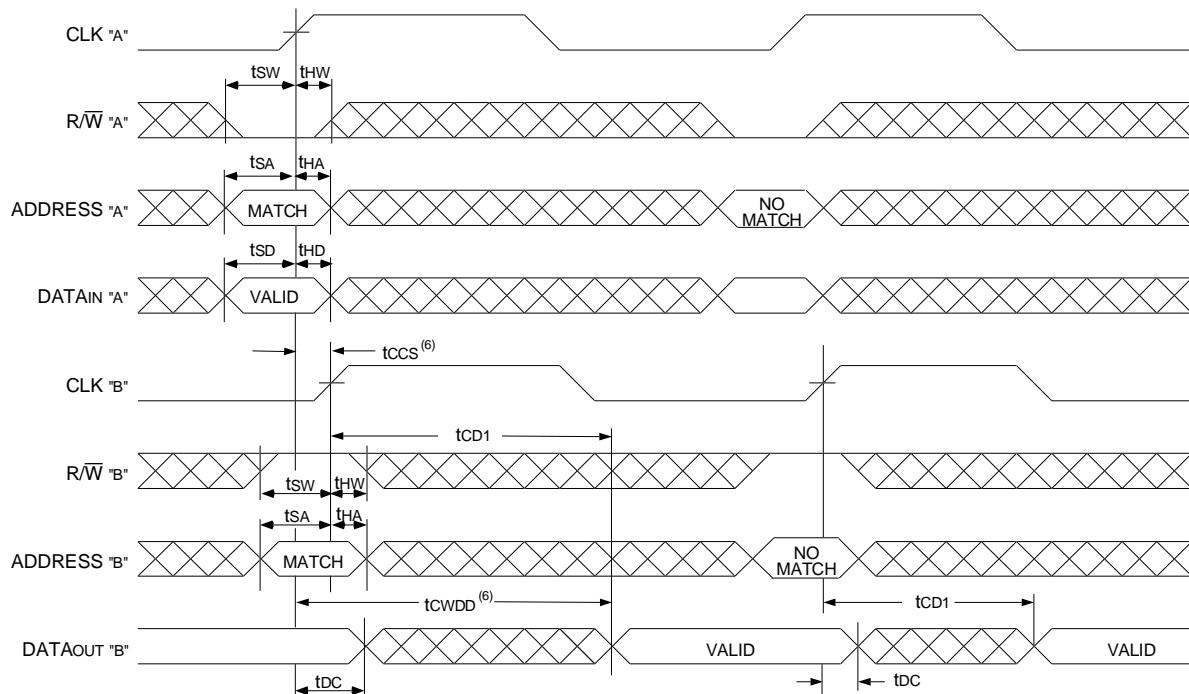 CLK "A"
tSW tHW
R/W̅ "A"
tSA tHA
ADDRESS "A" MATCH NO MATCH
tSD tHD
DATAIN "A" VALID
tCCS (6)
CLK "B"
tCD1
R/W̅ "B"
tSW tHW
tSA tHA
ADDRESS "B" MATCH NO MATCH
tCWDD (6) tCD1
DATAOUT "B" VALID VALID
tDC tDC